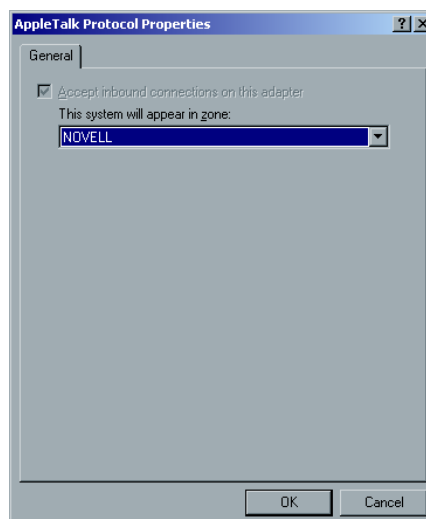 AppleTalk Protocol Properties
General
Accept inbound connections on this adapter
This system will appear in zone:
NOVELL
OK Cancel